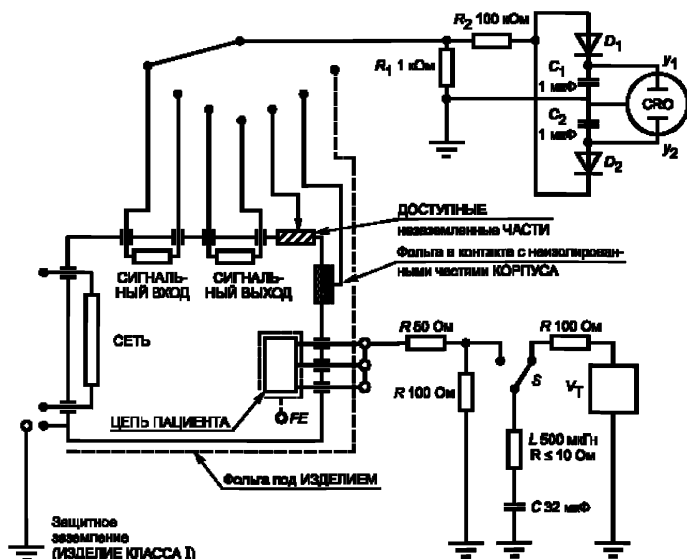 R₂ 100 кОм
D₁
R₁ 1 кОм
C₁
1 мкФ
y₁
CRO
C₂
1 мкФ
y₂
D₂
ДОСТУПНЫЕ
незаземленные ЧАСТИ
Фольга в контакте с неизолирован-
ными частями КОРПУСА
СИГНАЛЬ-
НЫЙ ВХОД
СИГНАЛЬ-
НЫЙ ВЫХОД
СЕТЬ
R 50 Ом
R 100 Ом
R 100 Ом
S
V_T
ЦЕПЬ ПАЦИЕНТА
FE
L 500 мкГн
R ≤ 10 Ом
Фольга под ИЗДЕЛИЕМ
C 32 мкФ
Защитное
заземление
(ИЗДЕЛИЕ КЛАССА I)